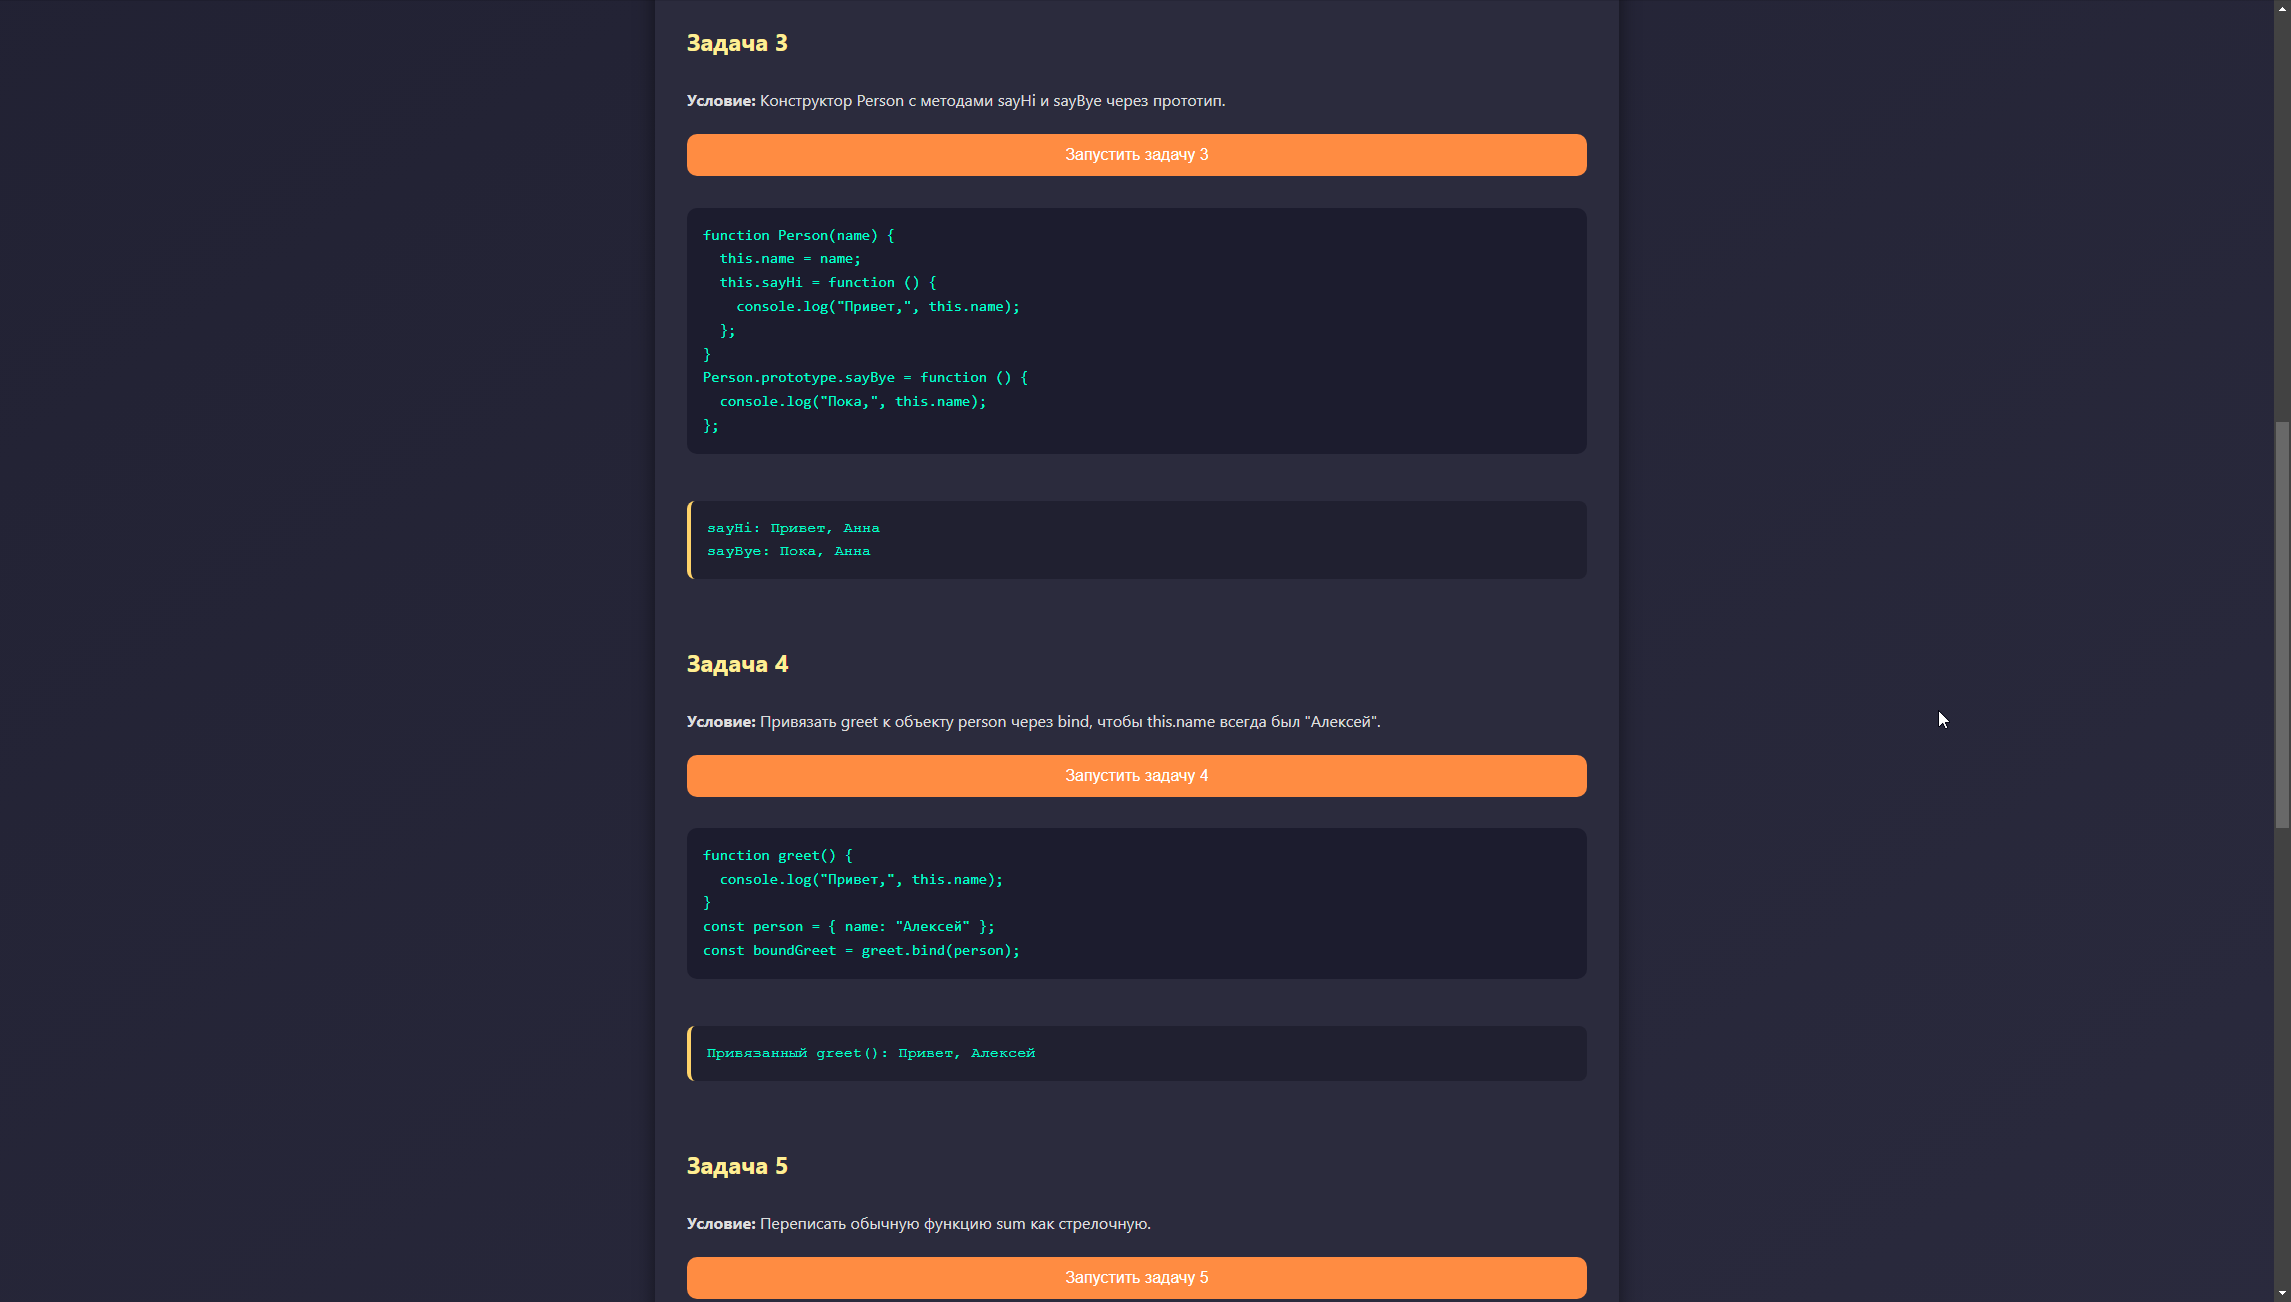 Задача 3
Условие: Конструктор Person с методами sayHi и sayBye через прототип.
Запустить задачу 3
function Person(name) {
  this.name = name;
  this.sayHi = function () {
    console.log("Привет,", this.name);
  };
}
Person.prototype.sayBye = function () {
  console.log("Пока,", this.name);
};
sayHi: Привет, Анна
sayBye: Пока, Анна
Задача 4
Условие: Привязать greet к объекту person через bind, чтобы this.name всегда был "Алексей".
Запустить задачу 4
function greet() {
  console.log("Привет,", this.name);
}
const person = { name: "Алексей" };
const boundGreet = greet.bind(person);
Привязанный greet(): Привет, Алексей
Задача 5
Условие: Переписать обычную функцию sum как стрелочную.
Запустить задачу 5